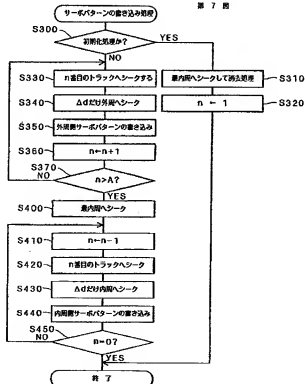 第7図
サーボパターンの書き込み処理
S300
初期化処理か?
YES
NO
S330
n番目のトラックへシークする
最内周へシークして消去処理
S310
S340
Δdだけ外周へシーク
n ← 1
S320
S350
外周側サーボパターンの書き込み
S360
n←n+1
S370
NO
n>A?
YES
S400
最内周へシーク
S410
n←n-1
S420
n番目のトラックへシーク
S430
Δdだけ内周へシーク
S440
内周側サーボパターンの書き込み
S450
NO
n=0?
YES
終了